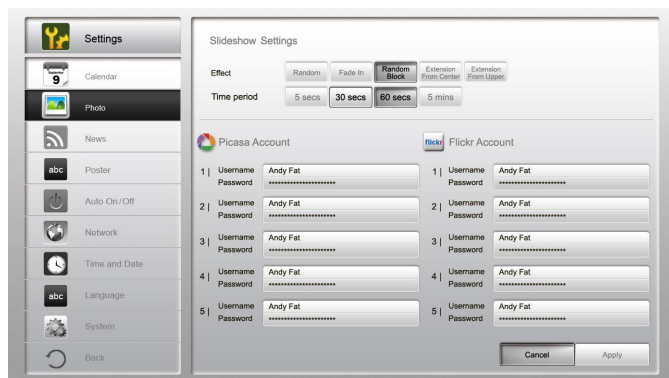 Settings
September
9
Calendar
Photo
News
abc
Poster
Auto On/Off
Network
Time and Date
abc
Language
System
Back
Slideshow Settings
Effect
Random
Fade In
Random
Block
Extension
From Center
Extension
From Upper
Time period
5 secs
30 secs
60 secs
5 mins
Picasa Account
1 | Username Andy Fat
Password ***********************
2 | Username Andy Fat
Password ***********************
3 | Username Andy Fat
Password ***********************
4 | Username Andy Fat
Password ***********************
5 | Username Andy Fat
Password ***********************
flickr
Flickr Account
1 | Username Andy Fat
Password ***********************
2 | Username Andy Fat
Password ***********************
3 | Username Andy Fat
Password ***********************
4 | Username Andy Fat
Password ***********************
5 | Username Andy Fat
Password ***********************
Cancel
Apply